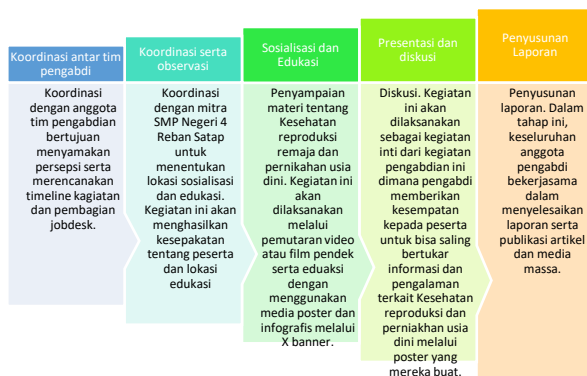 Koordinasi antar tim
pengabdi
Koordinasi
dengan anggota
tim pengabdian
bertujuan
menyamakan
persepsi serta
merencanakan
timeline kagiatan
dan pembagian
jobdesk.
Koordinasi serta
observasi
Koordinasi
dengan mitra
SMP Negeri 4
Reban Satap
untuk
menentukan
lokasi sosialisasi
dan edukasi.
Kegiatan ini akan
menghasilkan
kesepakatan
tentang peserta
dan lokasi
edukasi
Sosialisasi dan
Edukasi
Penyampaian
materi tentang
Kesehatan
reproduksi
remaja dan
pernikahan usia
dini. Kegiatan ini
akan
dilaksanakan
melalui
pemutaran video
atau film pendek
serta eduaksi
dengan
menggunakan
media poster dan
infografis melalui
X banner.
Presentasi dan
diskusi
Diskusi. Kegiatan
ini akan
dilaksanakan
sebagai kegiatan
inti dari kegiatan
pengabdian ini
dimana pengabdi
memberikan
kesempatan
kepada peserta
untuk bisa saling
bertukar
informasi dan
pengalaman
terkait Kesehatan
reproduksi dan
perniakhan usia
dini melalui
poster yang
mereka buat.
Penyusunan
Laporan
Penyusunan
laporan. Dalam
tahap ini,
keseluruhan
anggota
pengabdi
bekerjasama
dalam
menyelesaikan
laporan serta
publikasi artikel
dan media
massa.